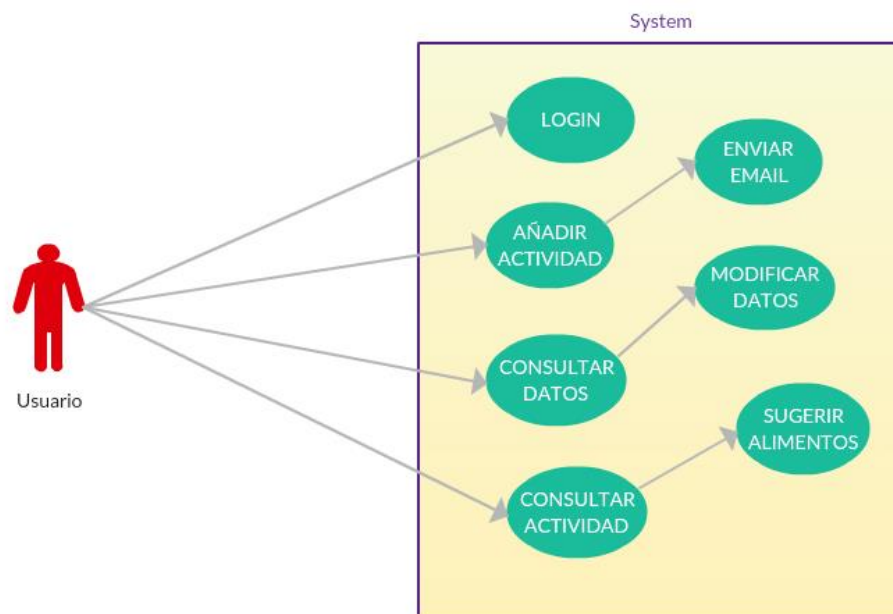 System
LOGIN
ENVIAR
EMAIL
AÑADIR
ACTIVIDAD
MODIFICAR
DATOS
CONSULTAR
DATOS
Usuario
SUGERIR
ALIMENTOS
CONSULTAR
ACTIVIDAD